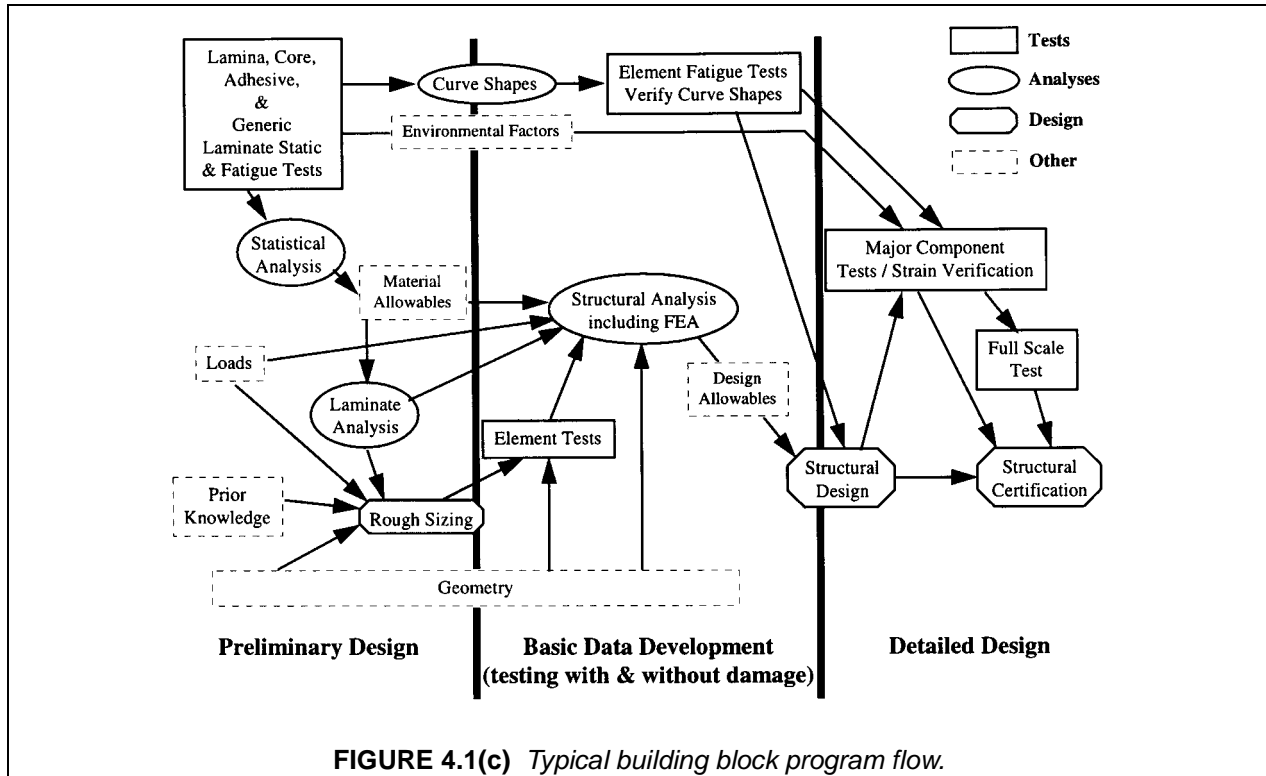 Lamina, Core,
Adhesive,
&
Generic
Laminate Static
& Fatigue Tests
Curve Shapes
Element Fatigue Tests
Verify Curve Shapes
Tests
Analyses
Design
Other
Environmental Factors
Statistical
Analysis
Material
Allowables
Structural Analysis
including FEA
Major Component
Tests / Strain Verification
Loads
Laminate
Analysis
Design
Allowables
Full Scale
Test
Element Tests
Prior
Knowledge
Rough Sizing
Structural
Design
Structural
Certification
Geometry
Preliminary Design
Basic Data Development
(testing with & without damage)
Detailed Design
FIGURE 4.1(c) Typical building block program flow.